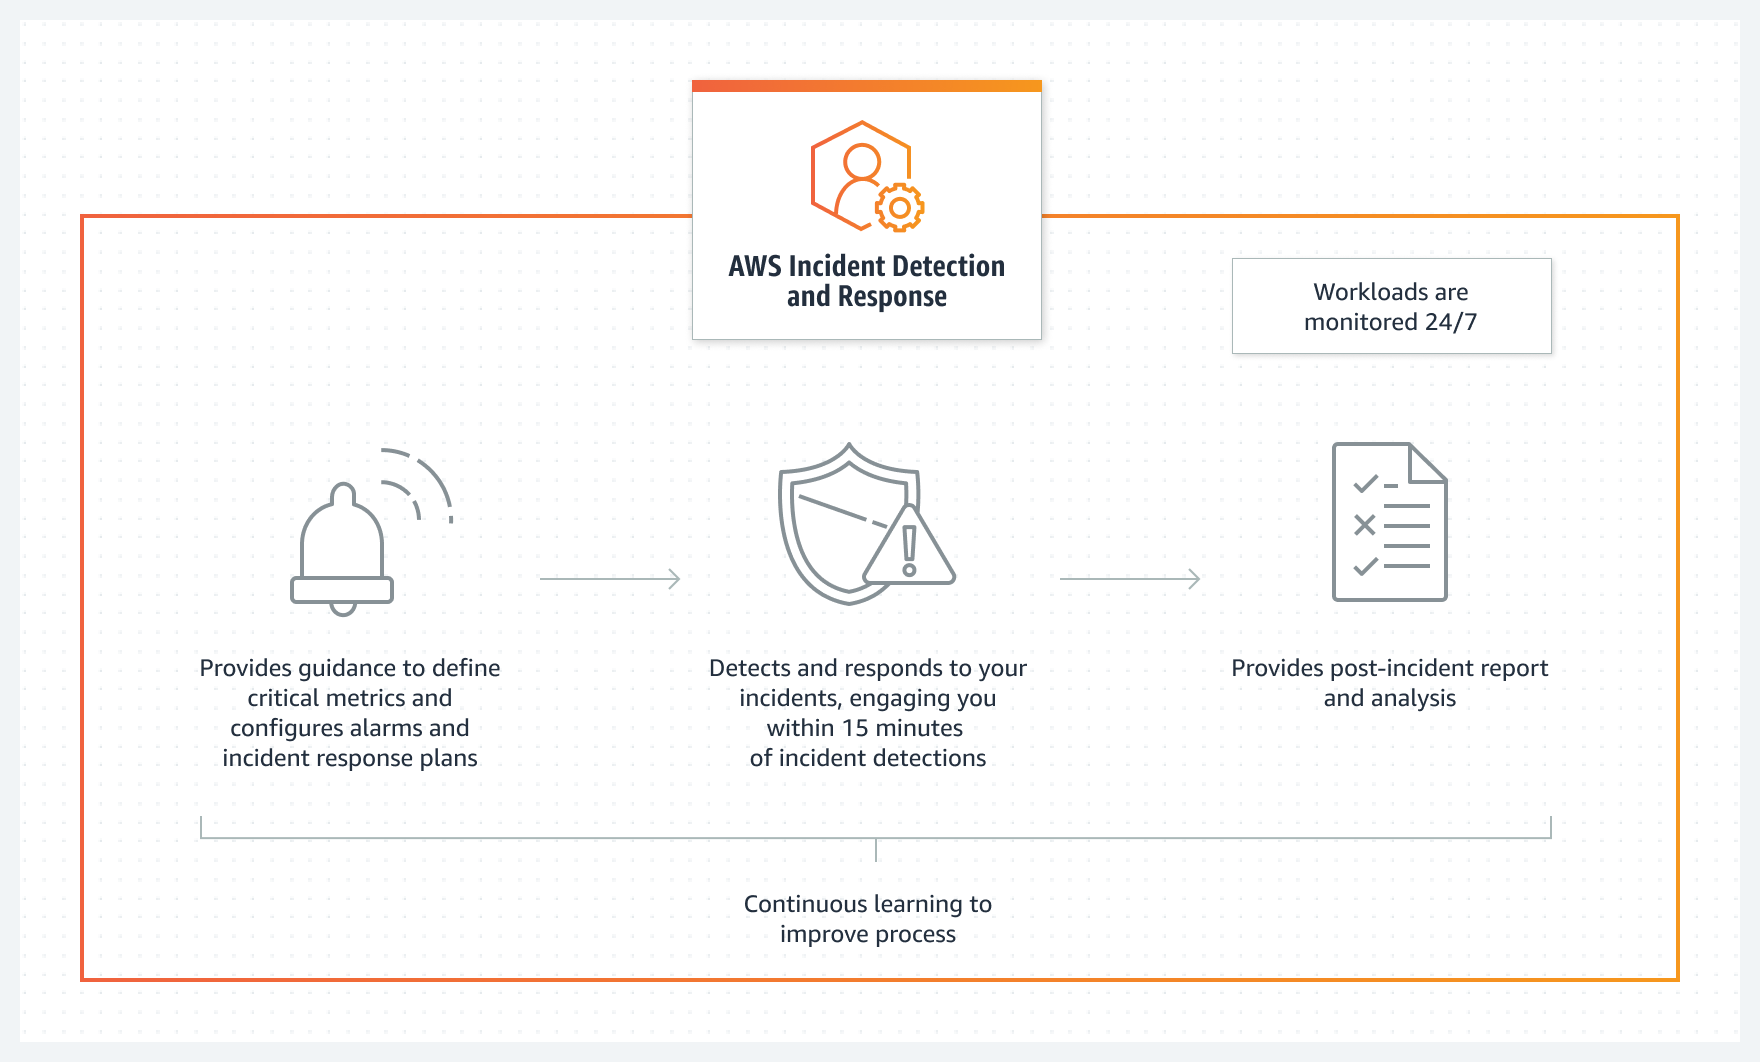 AWS Incident Detection
and Response
Workloads are
monitored 24/7
Provides guidance to define
critical metrics and
configures alarms and
incident response plans
Detects and responds to your
incidents, engaging you
within 15 minutes
of incident detections
Provides post-incident report
and analysis
Continuous learning to
improve process